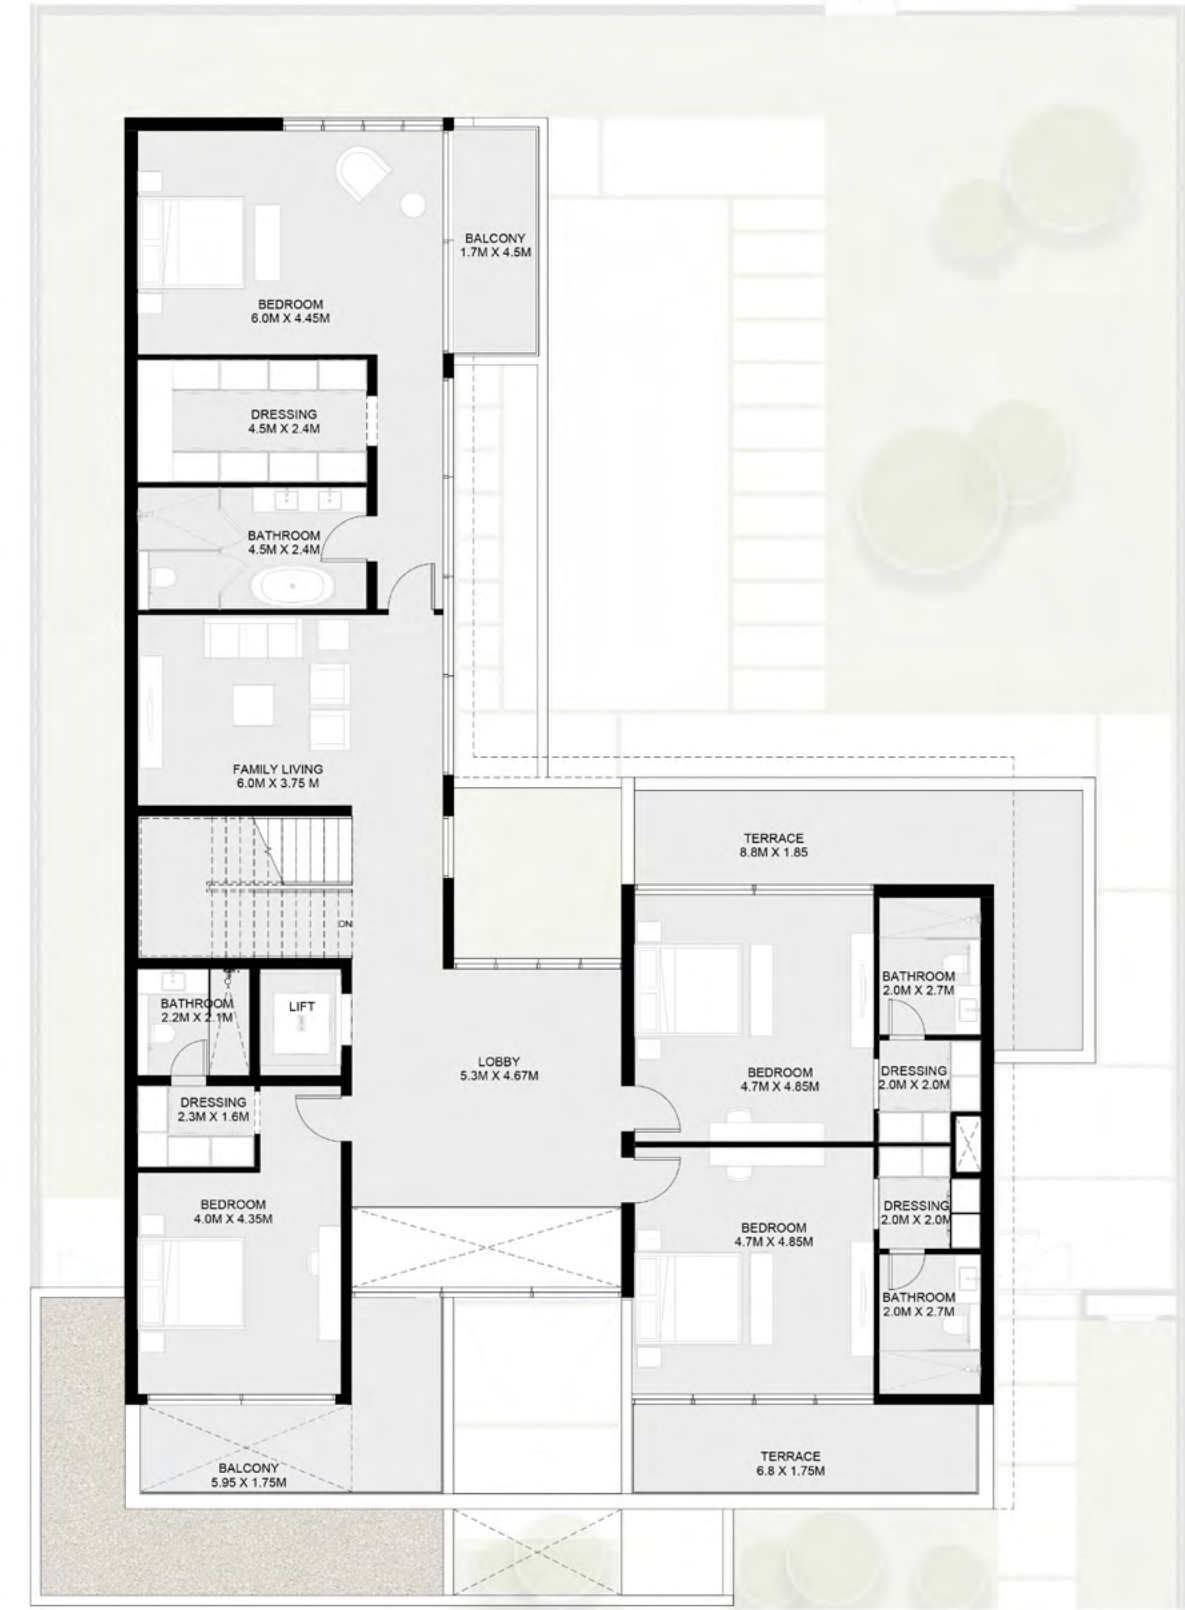 BALCONY
1.7M X 4.5M
BEDROOM
6.0M X 4.45M
DRESSING
4.5M X 2.4M
BATHROOM
4.5M X 2.4M
FAMILY LIVING
6.0M X 3.75 M
TERRACE
8.8M X 1.85
DN
BATHROOM
2.2M X 2.1M
LIFT
LOBBY
5.3M X 4.67M
BATHROOM
2.0M X 2.7M
BEDROOM
4.7M X 4.85M
DRESSING
2.0M X 2.0M
DRESSING
2.3M X 1.6M
BEDROOM
4.0M X 4.35M
BEDROOM
4.7M X 4.85M
DRESSING
2.0M X 2.0M
BATHROOM
2.0M X 2.7M
BALCONY
5.95 X 1.75M
TERRACE
6.8 X 1.75M